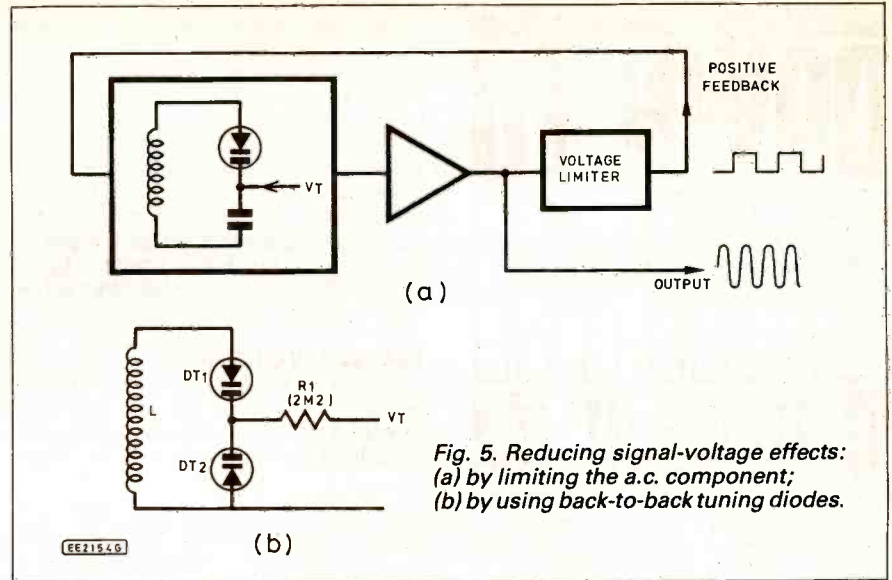 POSITIVE
FEEDBACK
VOLTAGE
LIMITER
VT
OUTPUT
(a)
DT1
L
R1
(2M2)
VT
DT2
Fig. 5. Reducing signal-voltage effects:
(a) by limiting the a.c. component;
(b) by using back-to-back tuning diodes.
EE2154G
(b)